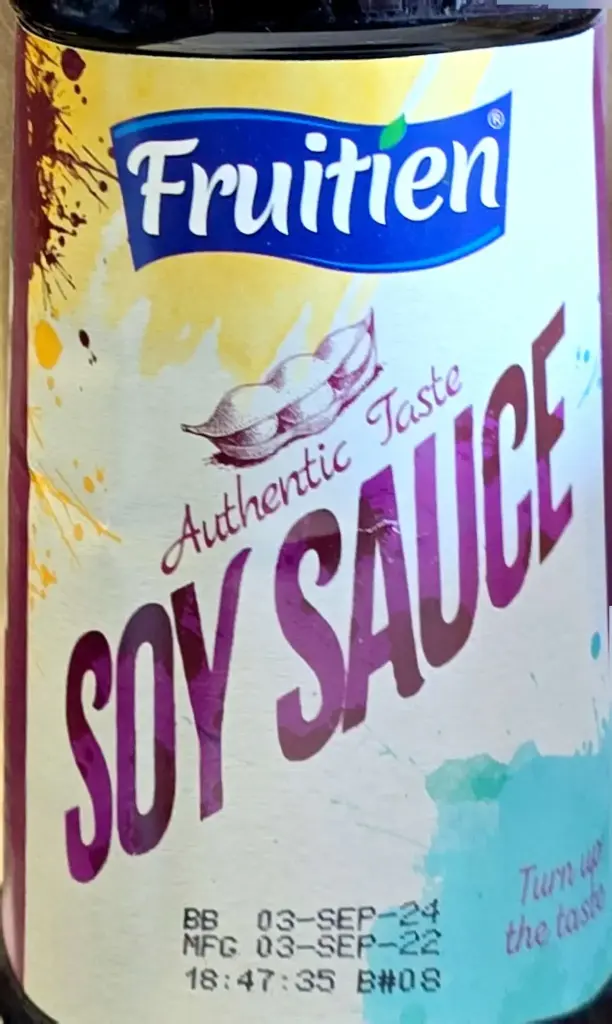 Fruitien®
Authentic Taste
SOY SAUCE
Turn up
the taste
BB 03-SEP-24
MFG 03-SEP-22
18:47:35 B#08